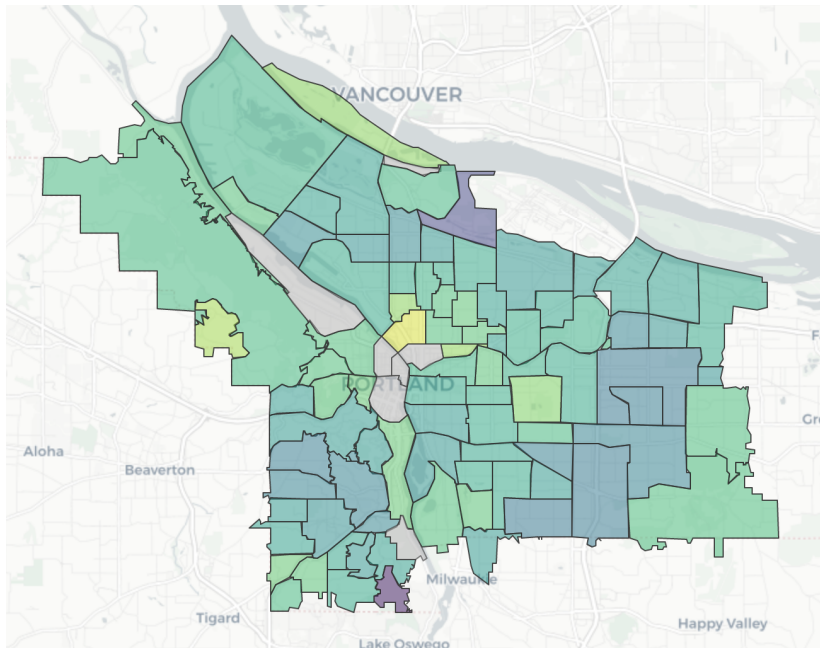 VANCOUVER
PORTLAND
Aloha
Beaverton
Milwaukie
Tigard
Happy Valley
Lake Oswego